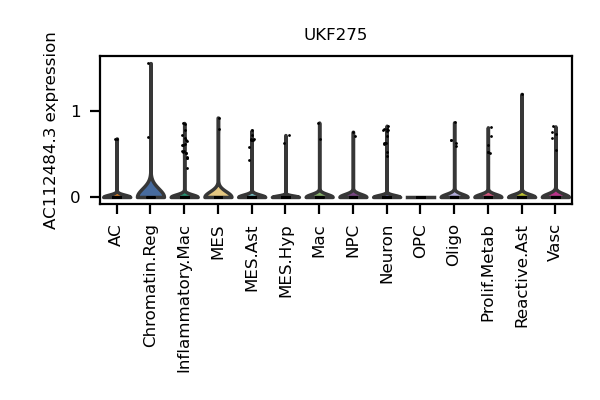 UKF275
AC112484.3 expression
1
0
AC
Chromatin.Reg
Inflammatory.Mac
MES
MES.Ast
MES.Hyp
Mac
NPC
Neuron
OPC
Oligo
Prolif.Metab
Reactive.Ast
Vasc